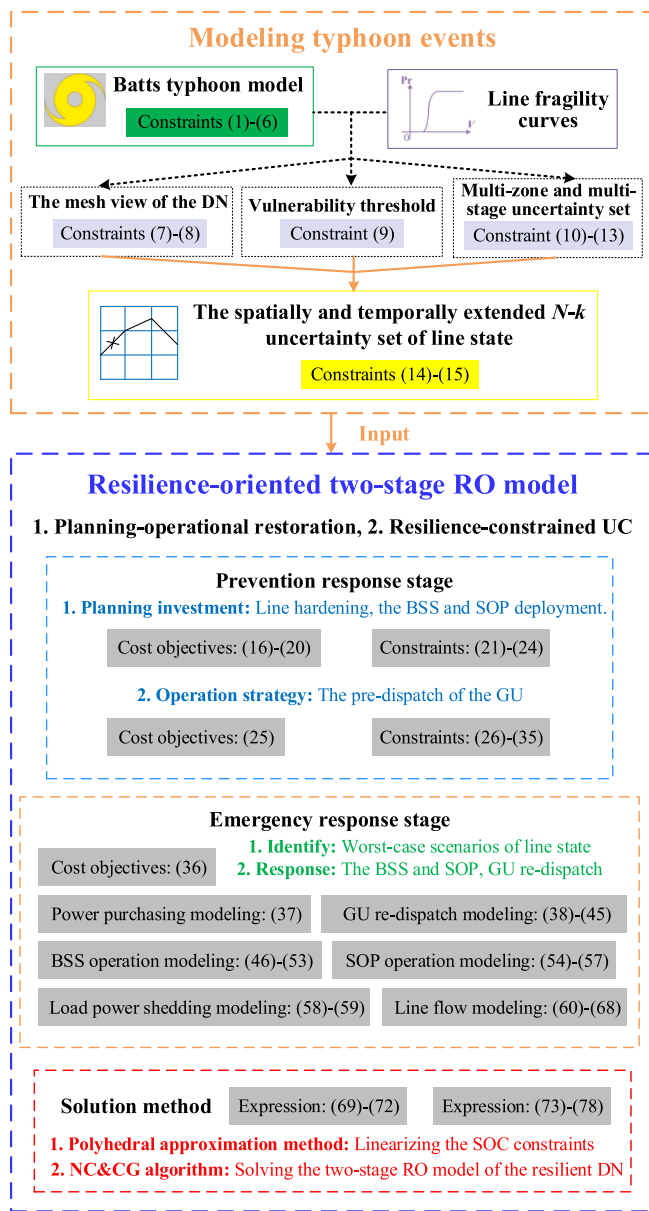 Modeling typhoon events
Batts typhoon model
Constraints (1)-(6)
Pr
V
0
Line fragility
curves
The mesh view of the DN
Constraints (7)-(8)
Vulnerability threshold
Constraint (9)
Multi-zone and multi-
stage uncertainty set
Constraint (10)-(13)
The spatially and temporally extended N-k
uncertainty set of line state
Constraints (14)-(15)
Input
Resilience-oriented two-stage RO model
1. Planning-operational restoration, 2. Resilience-constrained UC
Prevention response stage
1. Planning investment: Line hardening, the BSS and SOP deployment.
Cost objectives: (16)-(20)
Constraints: (21)-(24)
2. Operation strategy: The pre-dispatch of the GU
Cost objectives: (25)
Constraints: (26)-(35)
Emergency response stage
1. Identify: Worst-case scenarios of line state
Cost objectives: (36)
2. Response: The BSS and SOP, GU re-dispatch
Power purchasing modeling: (37)
GU re-dispatch modeling: (38)-(45)
BSS operation modeling: (46)-(53)
SOP operation modeling: (54)-(57)
Load power shedding modeling: (58)-(59)
Line flow modeling: (60)-(68)
Solution method
Expression: (69)-(72)
Expression: (73)-(78)
1. Polyhedral approximation method: Linearizing the SOC constraints
2. NC&CG algorithm: Solving the two-stage RO model of the resilient DN